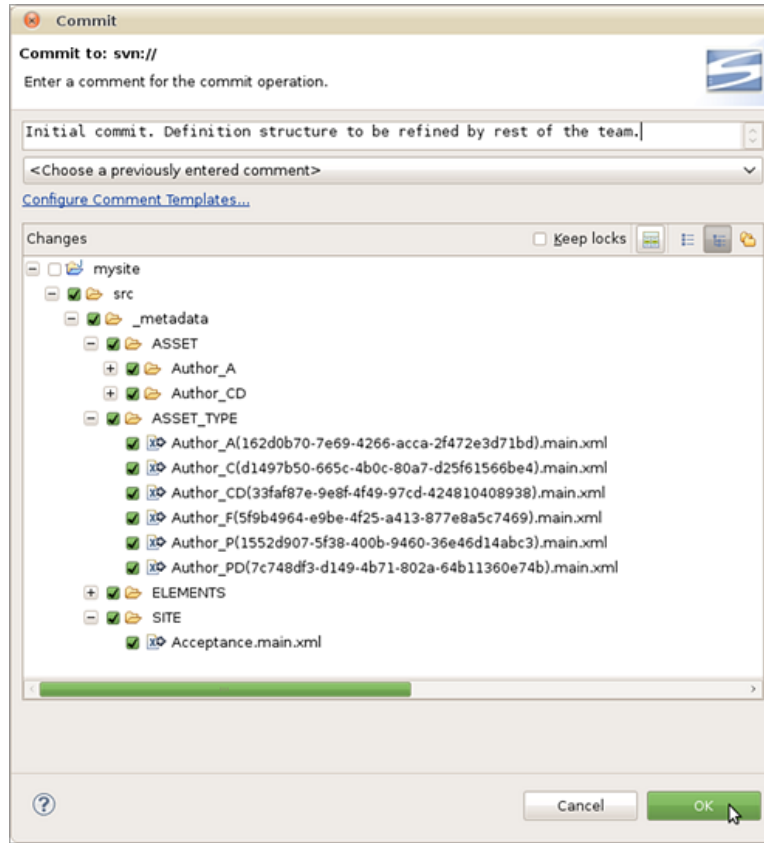 Commit
Commit to: svn://
Enter a comment for the commit operation.
Initial commit. Definition structure to be refined by rest of the team.
<Choose a previously entered comment>
Configure Comment Templates...
Changes Keep locks
mysite
src
_metadata
ASSET
Author_A
Author_CD
ASSET_TYPE
Author_A(162d0b70-7e69-4266-acca-2f472e3d71bd).main.xml
Author_C(d1497b50-665c-4b0c-80a7-d25f61566be4).main.xml
Author_CD(33faf87e-9e8f-4f49-97cd-424810408938).main.xml
Author_F(5f9b4964-e9be-4f25-a413-877e8a5c7469).main.xml
Author_P(1552d907-5f38-400b-9460-36e46d14abc3).main.xml
Author_PD(7c748df3-d149-4b71-802a-64b11360e74b).main.xml
ELEMENTS
SITE
Acceptance.main.xml
Cancel OK